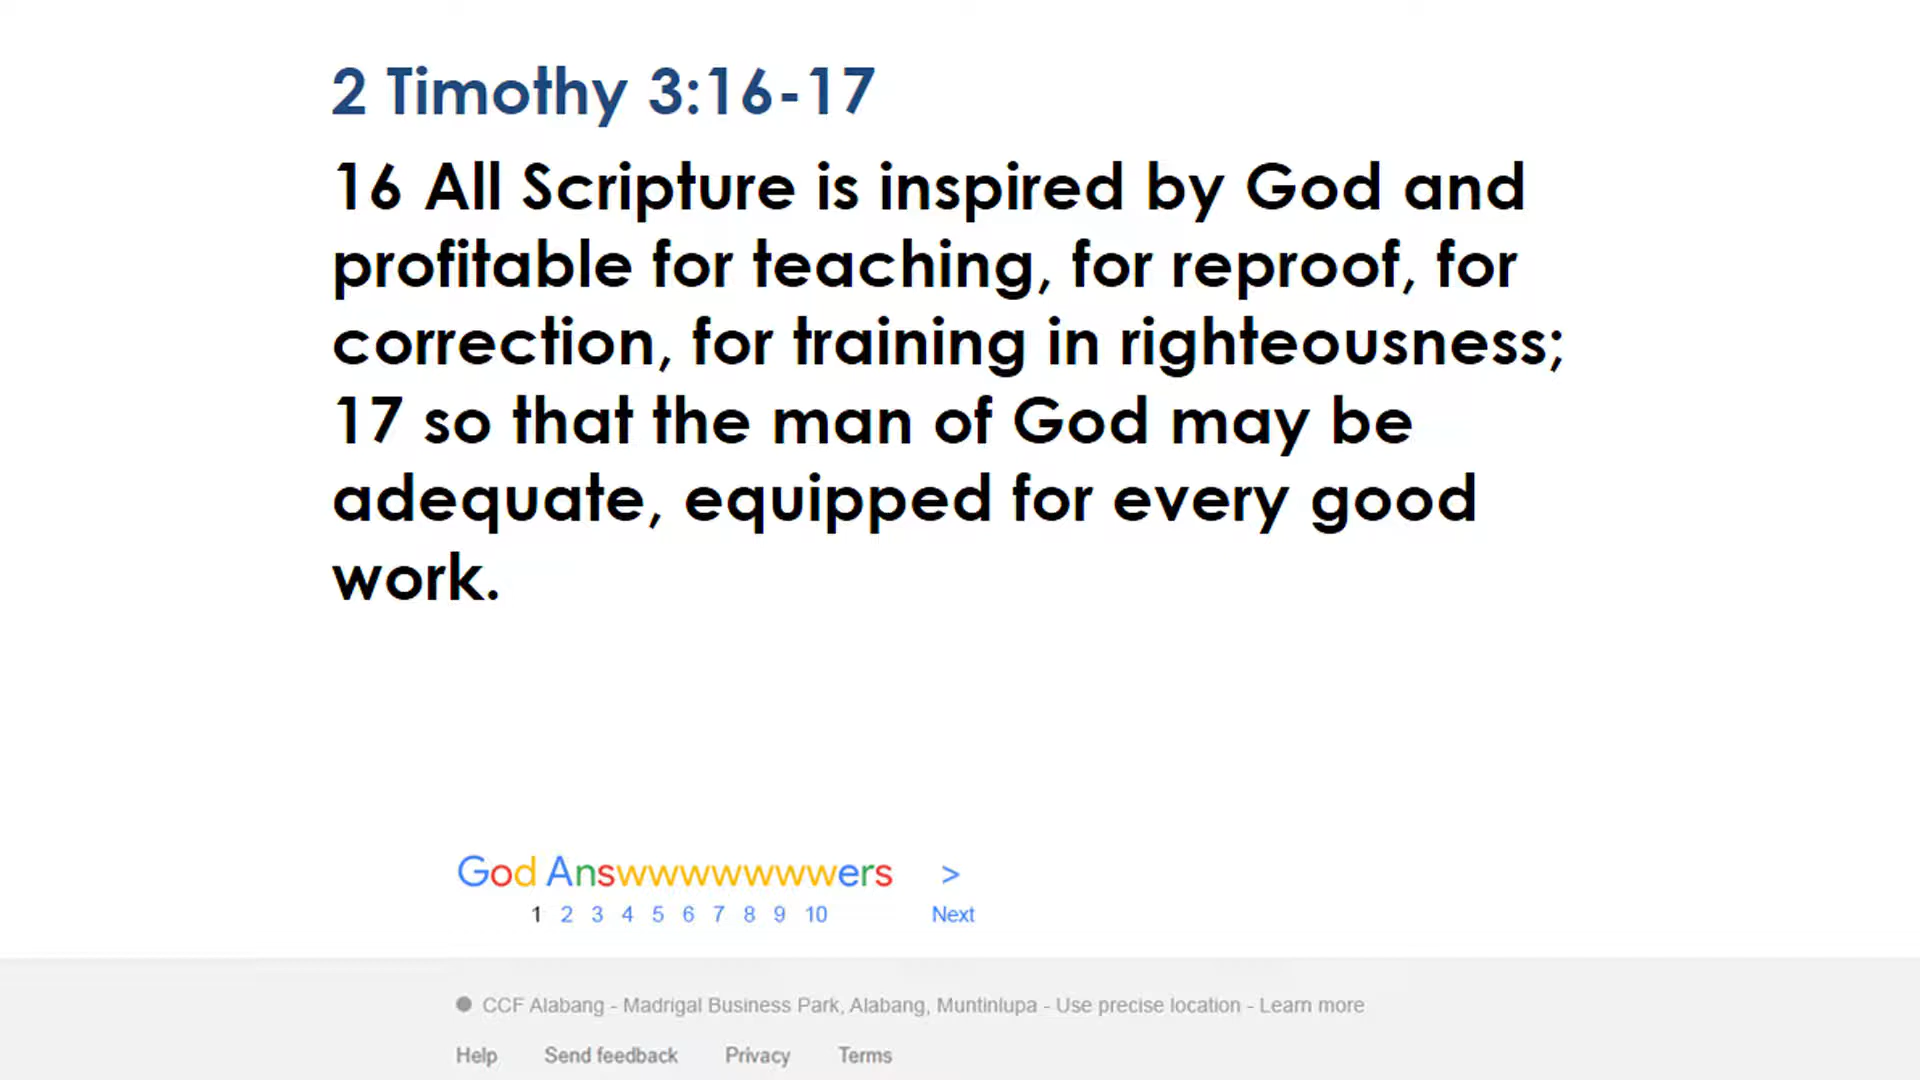 2 Timothy 3:16-17
16 All Scripture is inspired by God and
profitable for teaching, for reproof, for
correction, for training in righteousness;
17 so that the man of God may be
adequate, equipped for every good
work.
God Answwwwwwwwers >
1 2 3 4 5 6 7 8 9 10 Next
CCF Alabang - Madrigal Business Park, Alabang, Muntinlupa - Use precise location - Learn more
Help Send feedback Privacy Terms